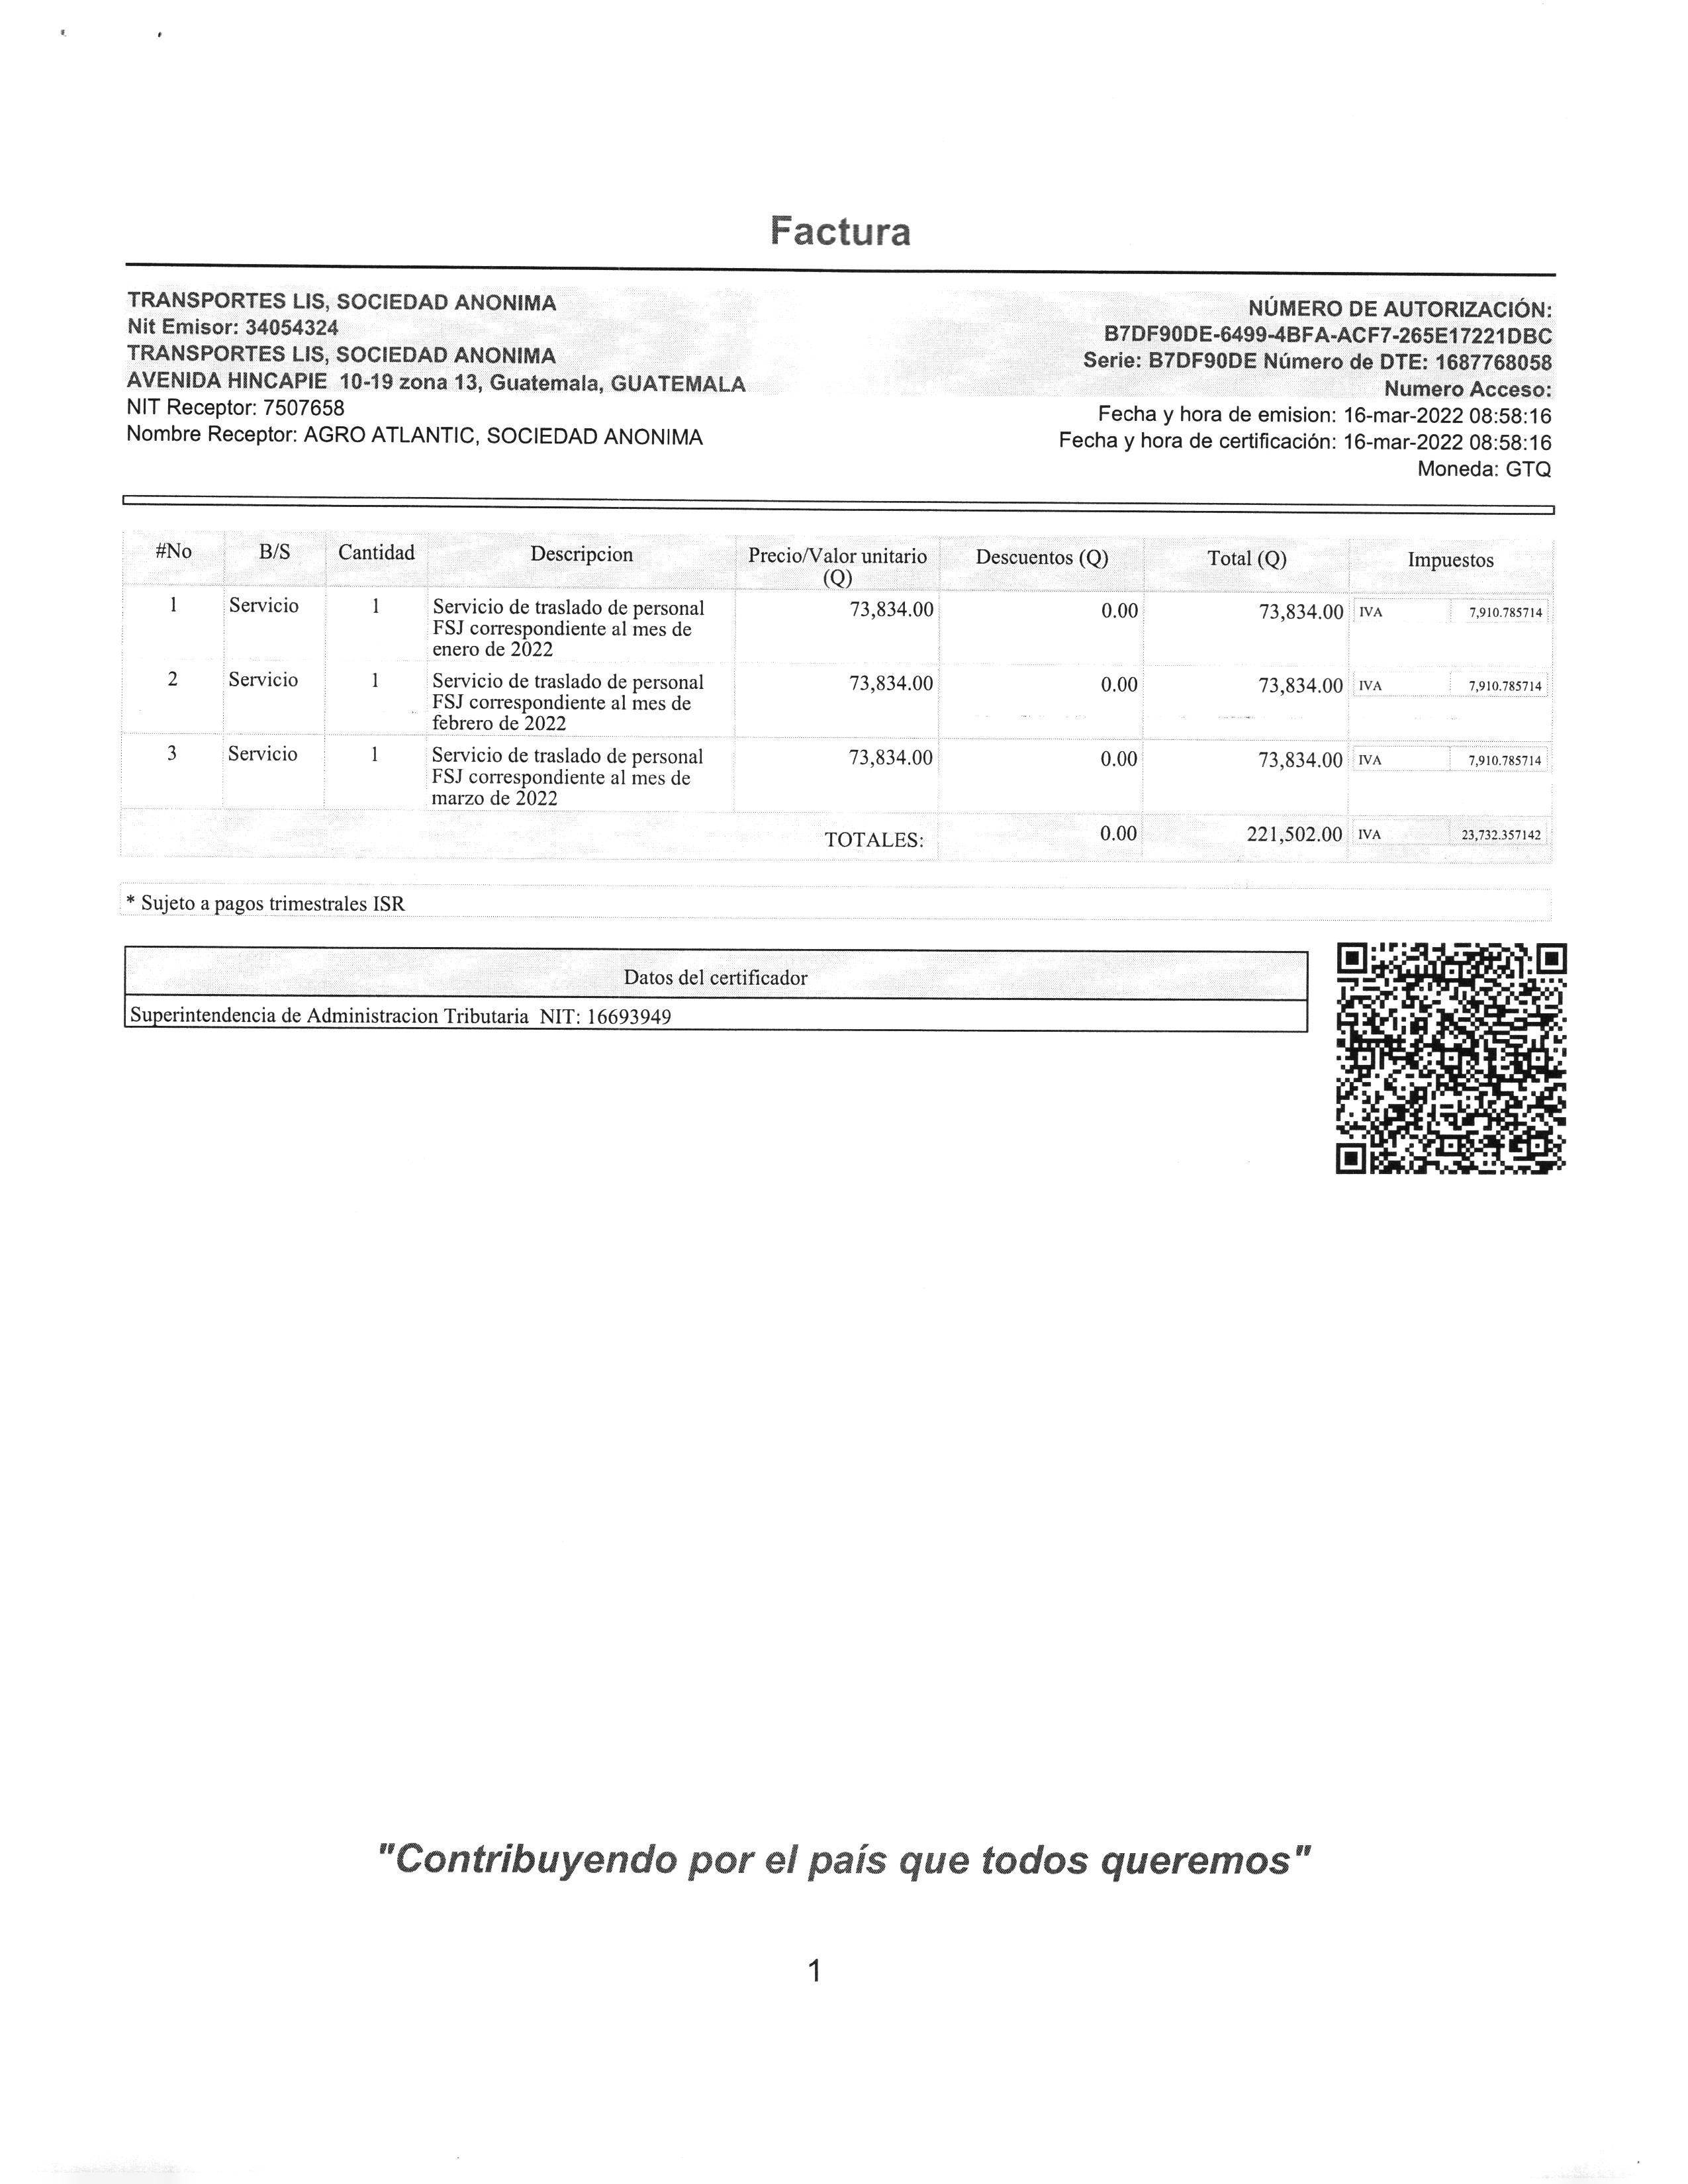 Factura
TRANSPORTES LIS, SOCIEDAD ANONIMA
Nit Emisor: 34054324
TRANSPORTES LIS, SOCIEDAD ANONIMA
AVENIDA HINCAPIE 10-19 zona 13, Guatemala, GUATEMALA
NIT Receptor: 7507658
Nombre Receptor: AGRO ATLANTIC, SOCIEDAD ANONIMA
NÚMERO DE AUTORIZACIÓN:
B7DF90DE-6499-4BFA-ACF7-265E17221DBC
Serie: B7DF90DE Número de DTE: 1687768058
Numero Acceso:
Fecha y hora de emision: 16-mar-2022 08:58:16
Fecha y hora de certificación: 16-mar-2022 08:58:16
Moneda: GTQ
#No B/S Cantidad Descripcion Precio/Valor unitario Descuentos (Q) Total (Q) Impuestos
(Q)
1 Servicio 1 Servicio de traslado de personal 73,834.00 0.00 73,834.00 IVA 7,910.785714
FSJ correspondiente al mes de
enero de 2022
2 Servicio 1 Servicio de traslado de personal 73,834.00 0.00 73,834.00 IVA 7,910.785714
FSJ correspondiente al mes de
febrero de 2022
3 Servicio 1 Servicio de traslado de personal 73,834.00 0.00 73,834.00 IVA 7,910.785714
FSJ correspondiente al mes de
marzo de 2022
TOTALES: 0.00 221,502.00 IVA 23,732.357142
* Sujeto a pagos trimestrales ISR
Datos del certificador
Superintendencia de Administracion Tributaria NIT: 16693949
"Contribuyendo por el país que todos queremos"
1